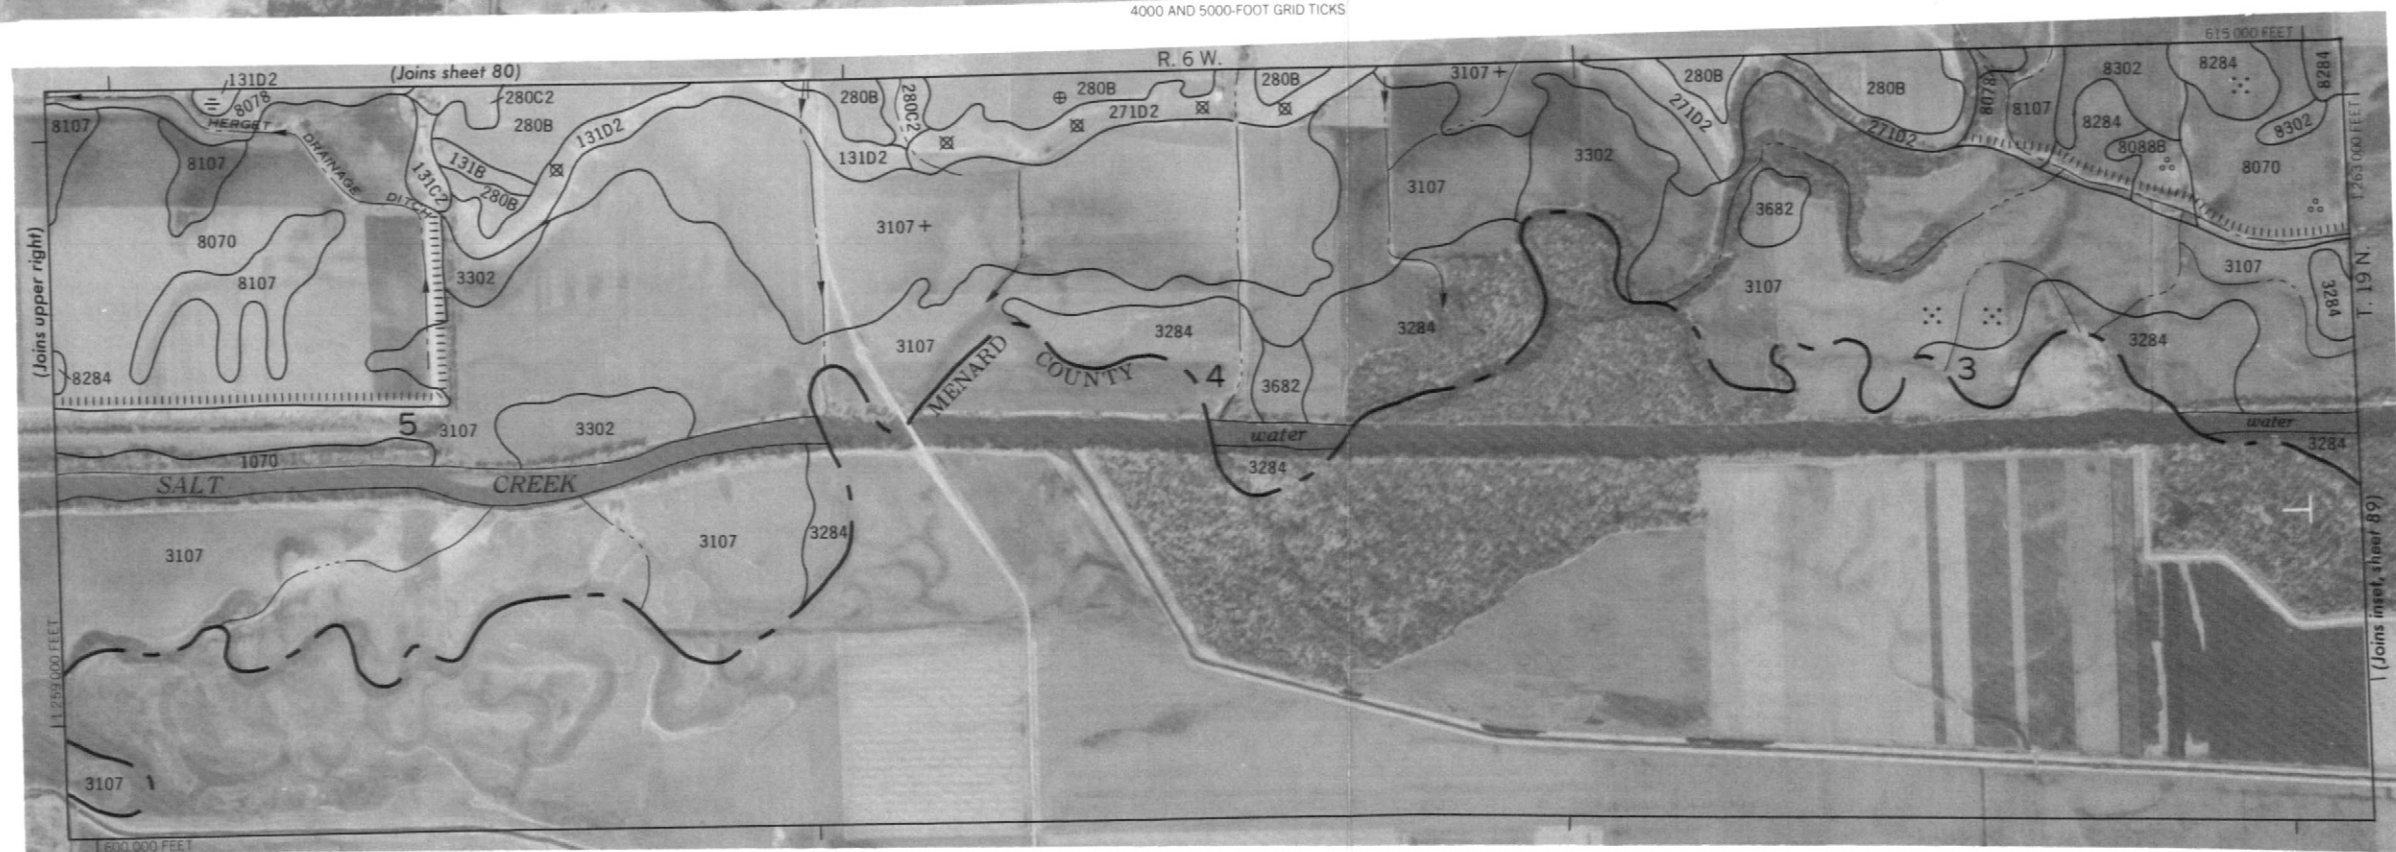 4000 AND 5000-FOOT GRID TICKS
R. 6 W.
615 000 FEET
(Joins sheet 80)
131D2
8078
HERGET
DRAINAGE
DITCH
8107
8107
280C2
280B
131D2
131B
280B
131C2
280B
280C2
131D2
280B
271D2
280B
3107
280B
271D2
280B
271D2
8078
8107
8302
8284
8284
8284
8302
8088B
8070
1 263 000 FEET
T. 19 N.
(Joins upper right)
8070
8107
3302
3107
3107
3302
3682
3107
3107
3284
8284
3107
MENARD
COUNTY
3284
3284
3284
4
3
3682
5
3107
3302
1070
water
water
3284
3284
SALT
CREEK
3107
3107
3284
(Joins inset, sheet 89)
1 259 000 FEET
3107
600 000 FEET